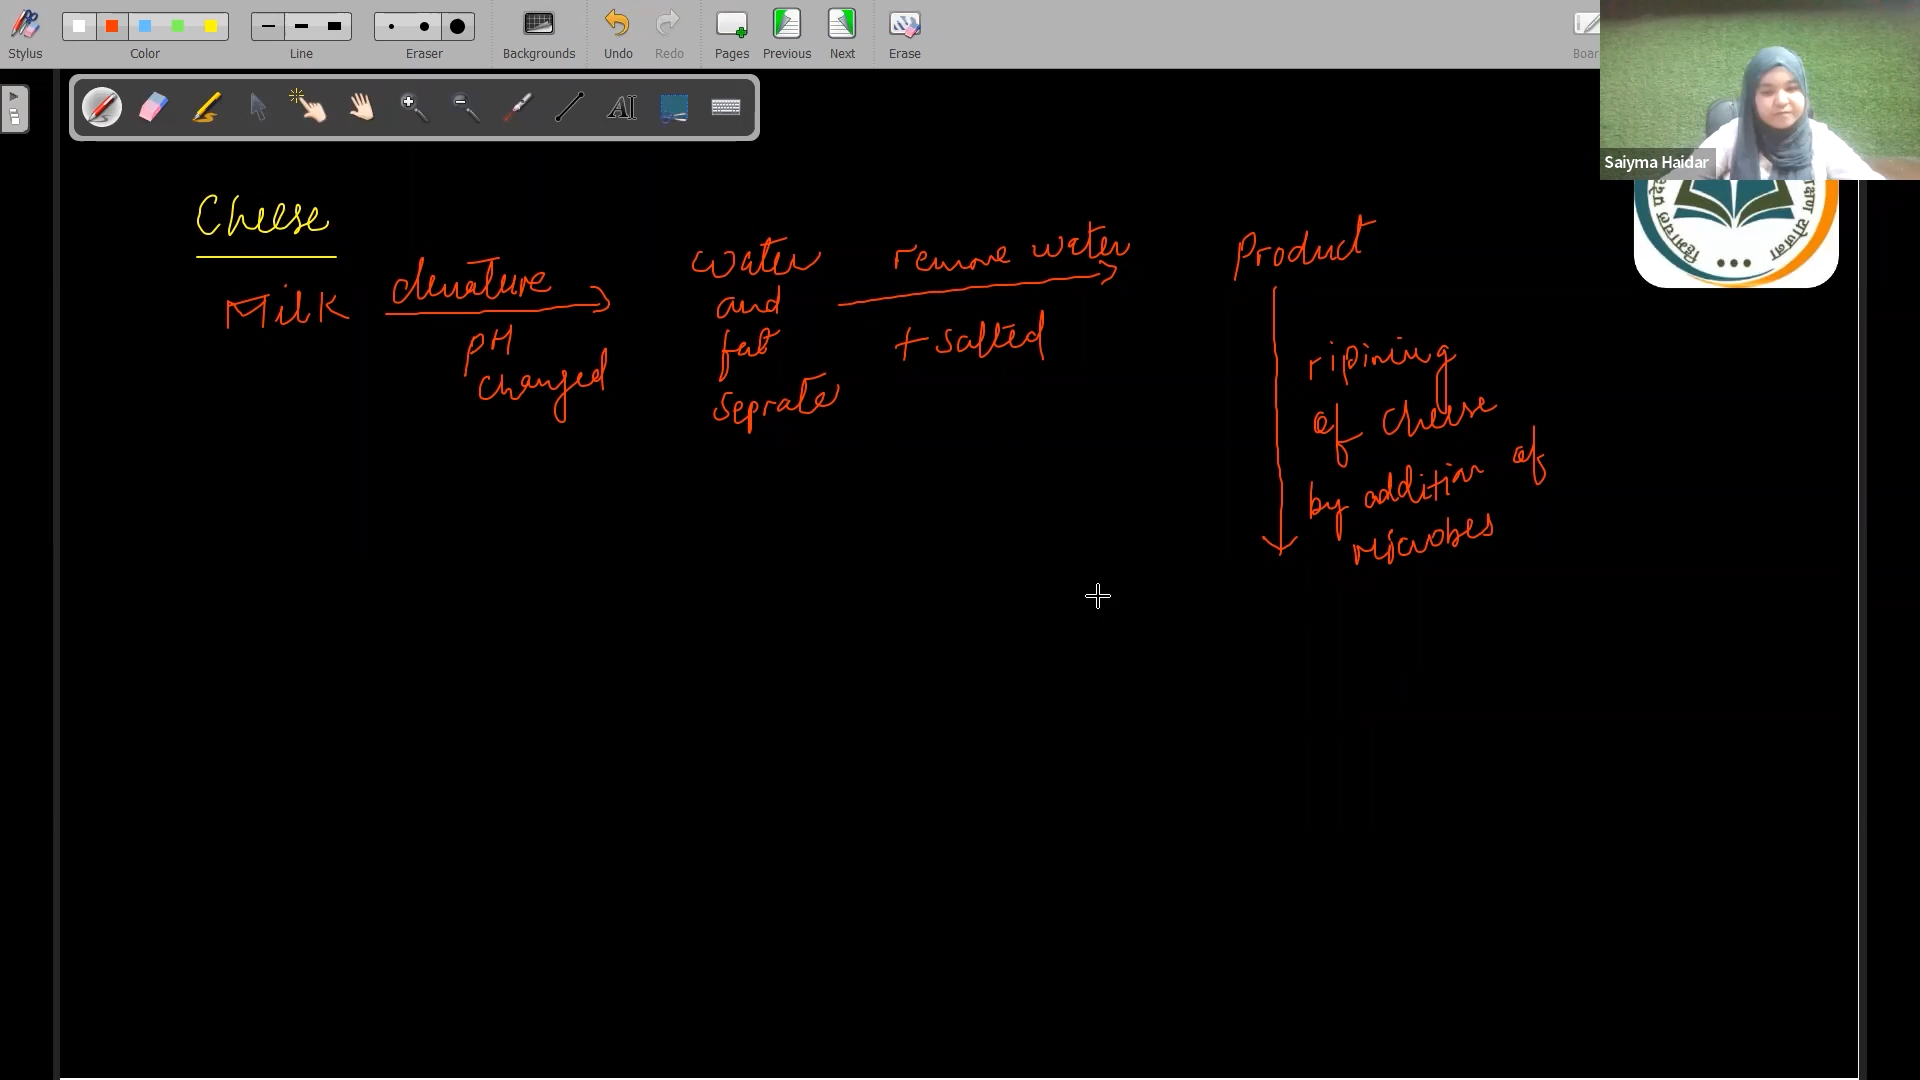 Stylus
Color
Line
Eraser
Backgrounds
Undo
Redo
Pages
Previous
Next
Erase
Saiyma Haidar
Cheese
Milk
denature
pH
changed
water
and
fat
seprate
remove water
+ salted
Product
ripining
of cheese
by addition of
microbes